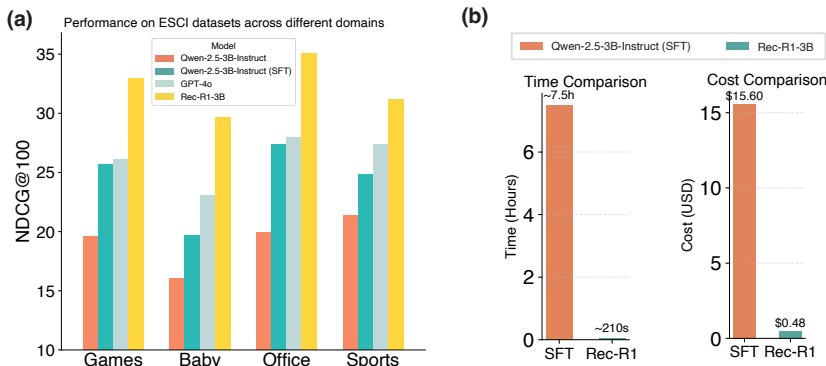 (a)
Performance on ESCI datasets across different domains
Model
Qwen-2.5-3B-Instruct
Qwen-2.5-3B-Instruct (SFT)
GPT-4o
Rec-R1-3B
NDCG@100
35
30
25
20
15
10
Games
Baby
Office
Sports
(b)
Qwen-2.5-3B-Instruct (SFT)
Rec-R1-3B
Time Comparison
~7.5h
Time (Hours)
6
4
2
0
~210s
SFT
Rec-R1
Cost Comparison
$15.60
Cost (USD)
15
10
5
0
$0.48
SFT
Rec-R1